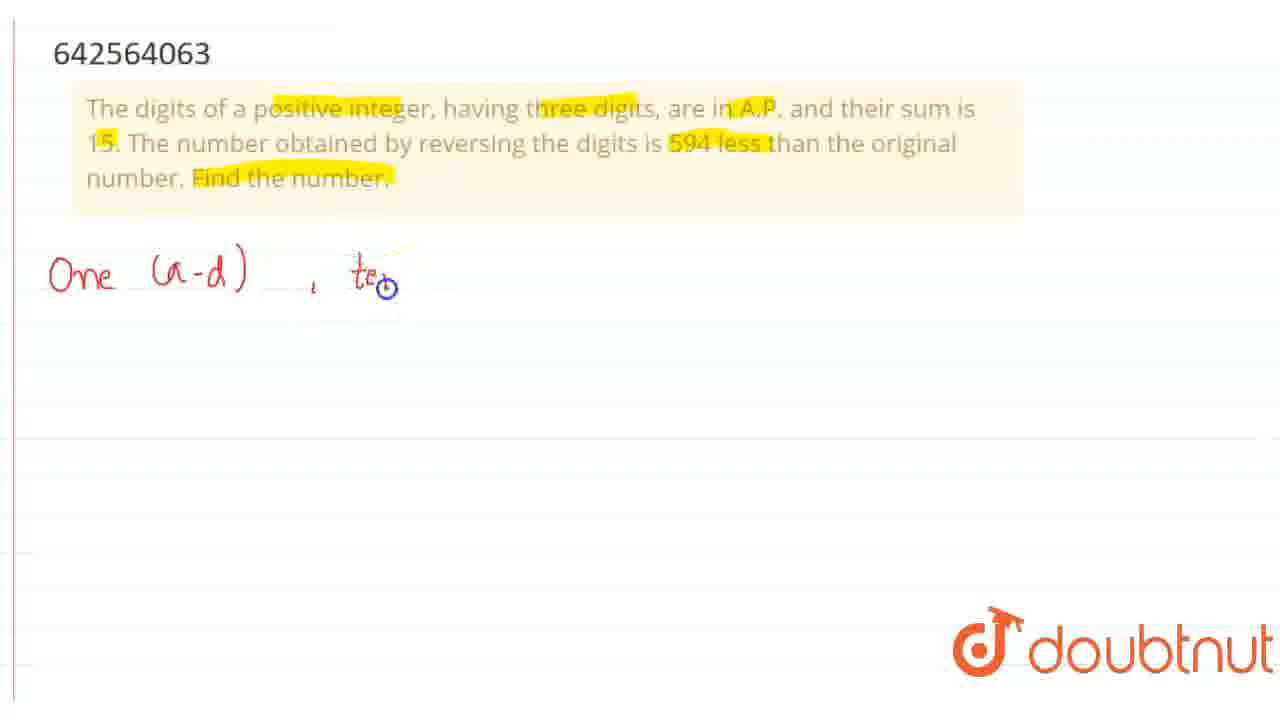 642564063
The digits of a positive integer, having three digits, are in A.P. and their sum is
15. The number obtained by reversing the digits is 594 less than the original
number. Find the number.
One (a-d) , te
doubtnut